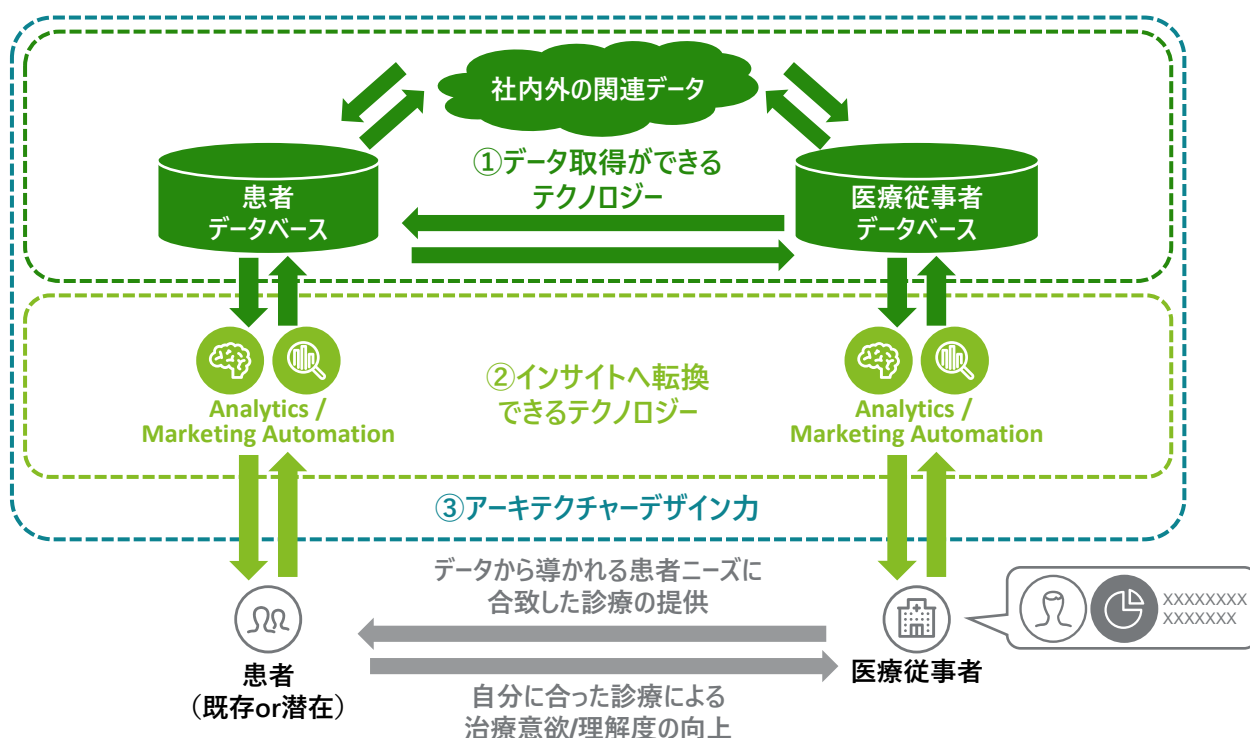 社内外の関連データ
①データ取得ができる
テクノロジー
患者
データベース
医療従事者
データベース
②インサイトへ転換
できるテクノロジー
Analytics /
Marketing Automation
Analytics /
Marketing Automation
③アーキテクチャーデザイン力
データから導かれる患者ニーズに
合致した診療の提供
XXXXXXXX
XXXXXXX
患者
（既存or潜在）
医療従事者
自分に合った診療による
治療意欲/理解度の向上